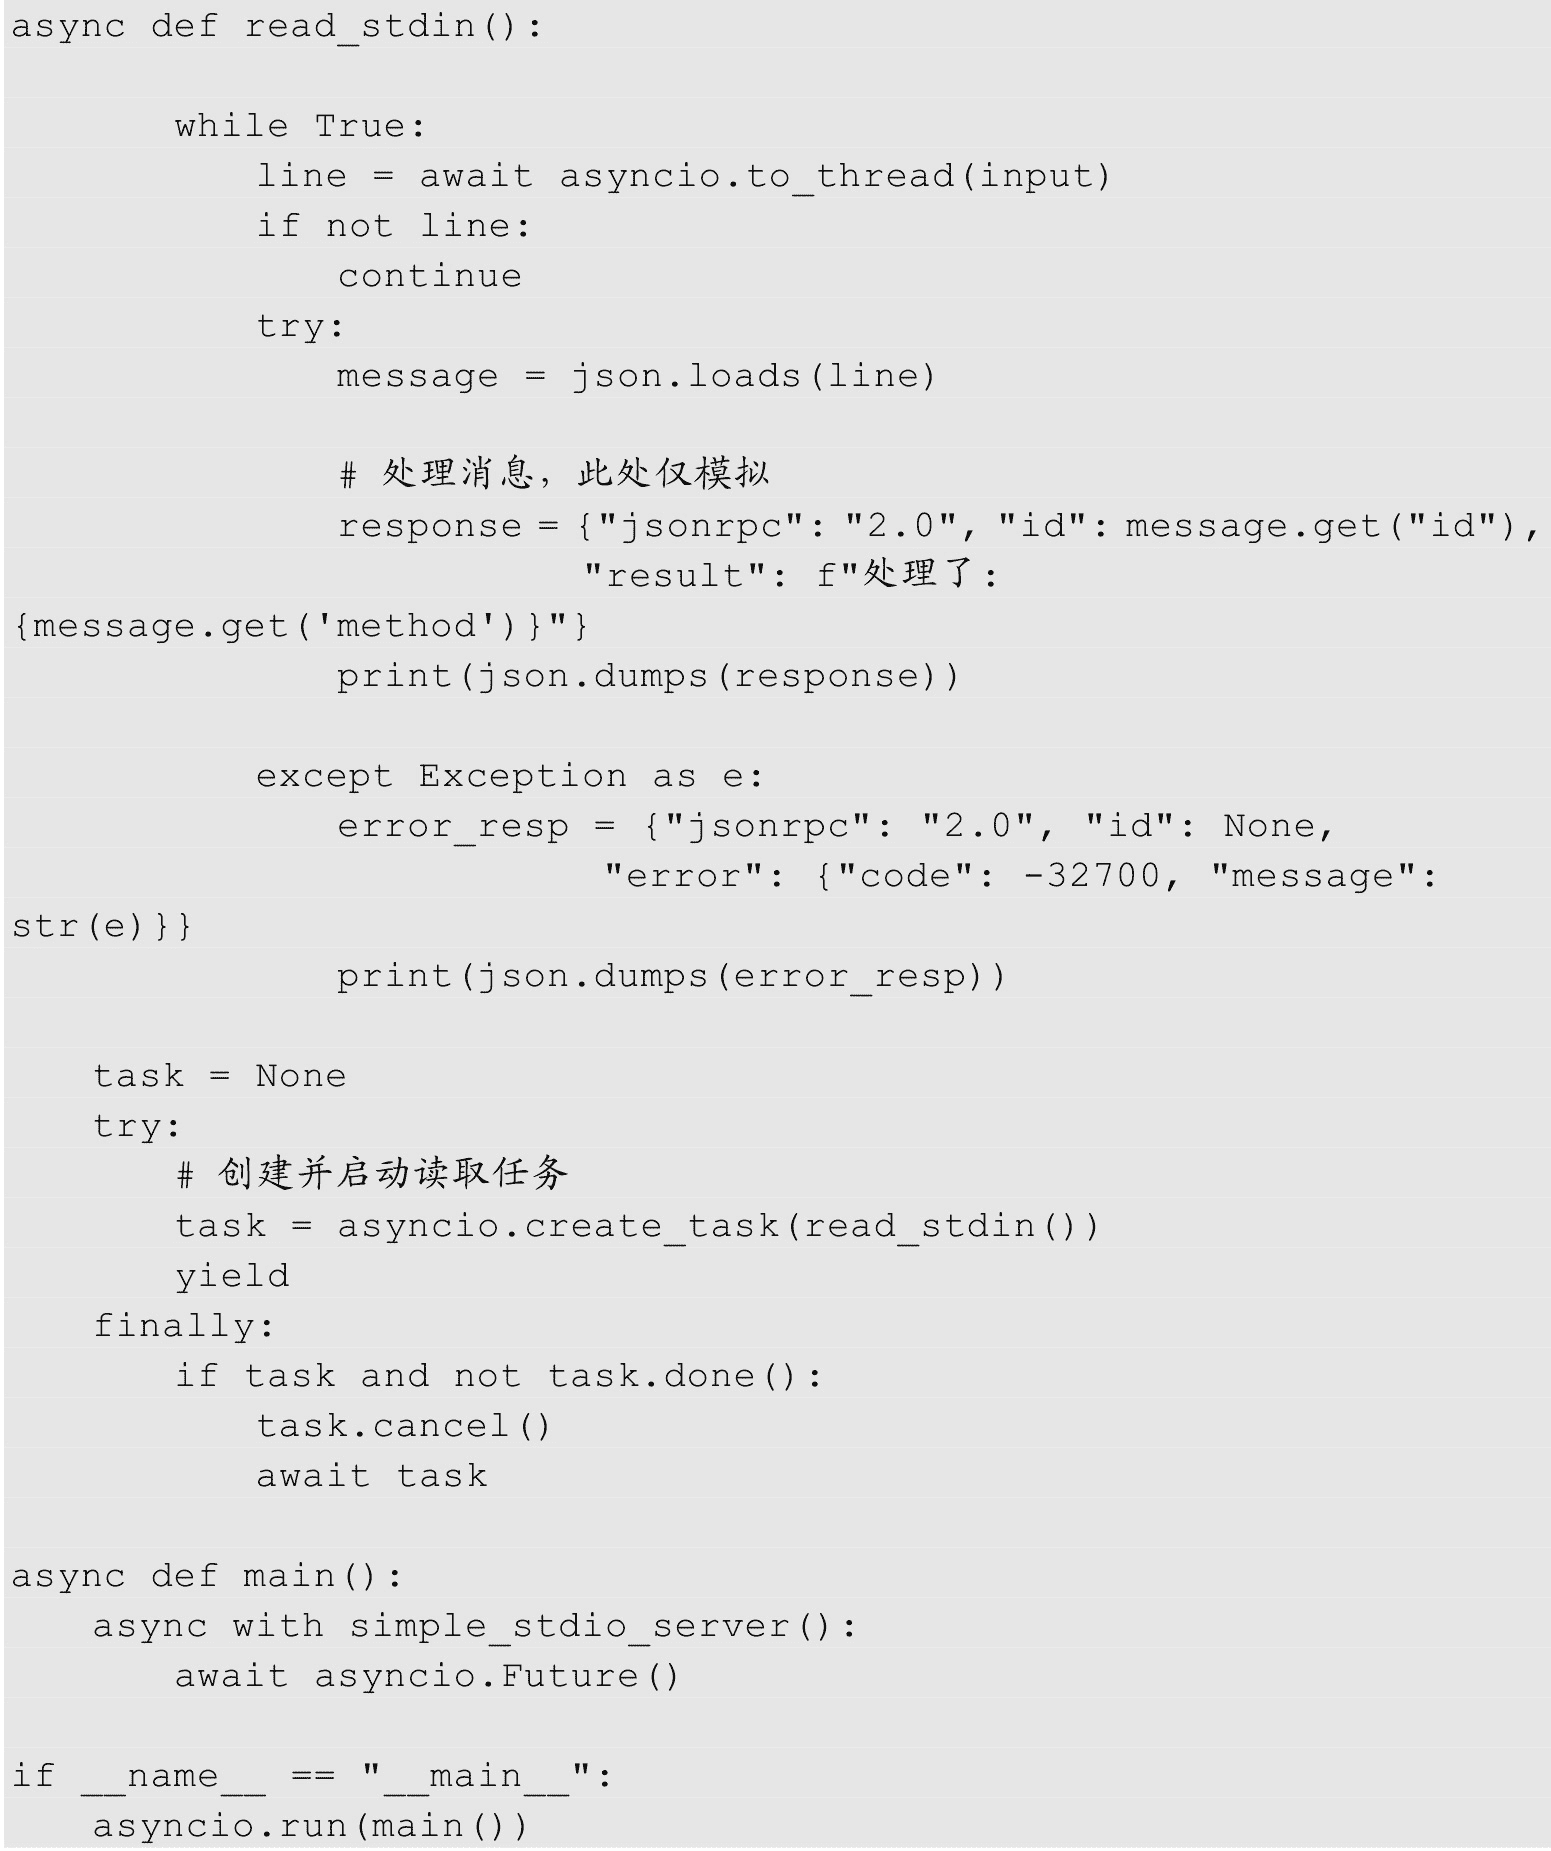 async def read_stdin():
while True:
line = await asyncio.to_thread(input)
if not line:
continue
try:
message = json.loads(line)
# 处理消息，此处仅模拟
response = {"jsonrpc": "2.0", "id": message.get("id"),
"result": f"处理了:
{message.get('method')}"}
print(json.dumps(response))
except Exception as e:
error_resp = {"jsonrpc": "2.0", "id": None,
"error": {"code": -32700, "message":
str(e)}}
print(json.dumps(error_resp))
task = None
try:
# 创建并启动读取任务
task = asyncio.create_task(read_stdin())
yield
finally:
if task and not task.done():
task.cancel()
await task
async def main():
async with simple_stdio_server():
await asyncio.Future()
if __name__ == "__main__":
asyncio.run(main())